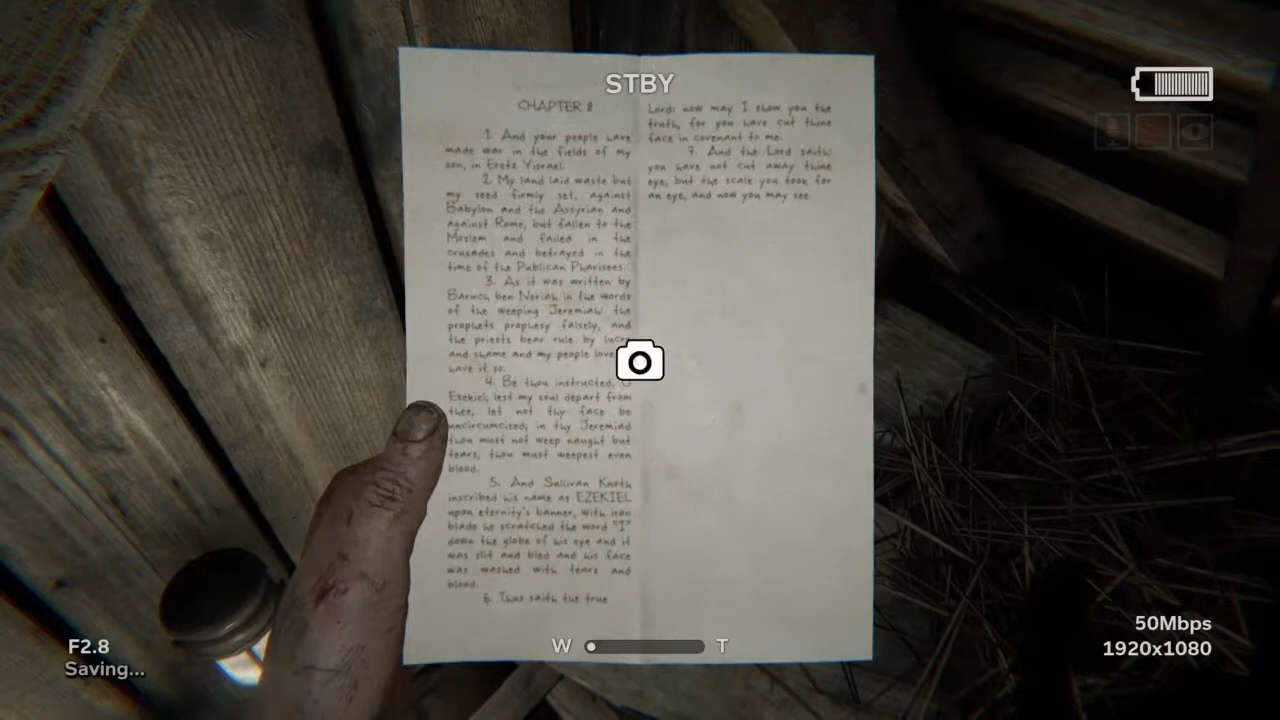 STBY
CHAPTER 8
1. And your people have
made war in the fields of my
son, in Eretz Yisrael.
2. My land laid waste but
my seed firmly set, against
Babylon and the Assyrian and
against Rome, but fallen to the
Moslem and failed in the
crusades and betrayed in the
time of the Publican Pharisees.
3. As it was written by
Baruch ben Neriah in the words
of the weeping Jeremiah: the
prophets prophesy falsely, and
the priests bear rule by lucre
and shame and my people love
have it so.
4. Be thou instructed, O
Ezekiel, lest my soul depart from
thee, let not thy face be
uncircumcised; in thy Jeremiad
thou must not weep naught but
tears, thou must weepest even
blood.
5. And Sullivan Knoth
inscribed his name as EZEKIEL
upon eternity's banner, with iron
blade he scratched the word "I"
down the globe of his eye and it
was slit and bled and his face
was washed with tears and
blood.
6. Thus saith the true
Lord: now may I show you the
truth, for you have cut thine
face in covenant to me.
7. And the Lord saith:
you have not cut away thine
eye, but the scale you took for
an eye, and now you may see.
F2.8
Saving...
W T
50Mbps
1920x1080